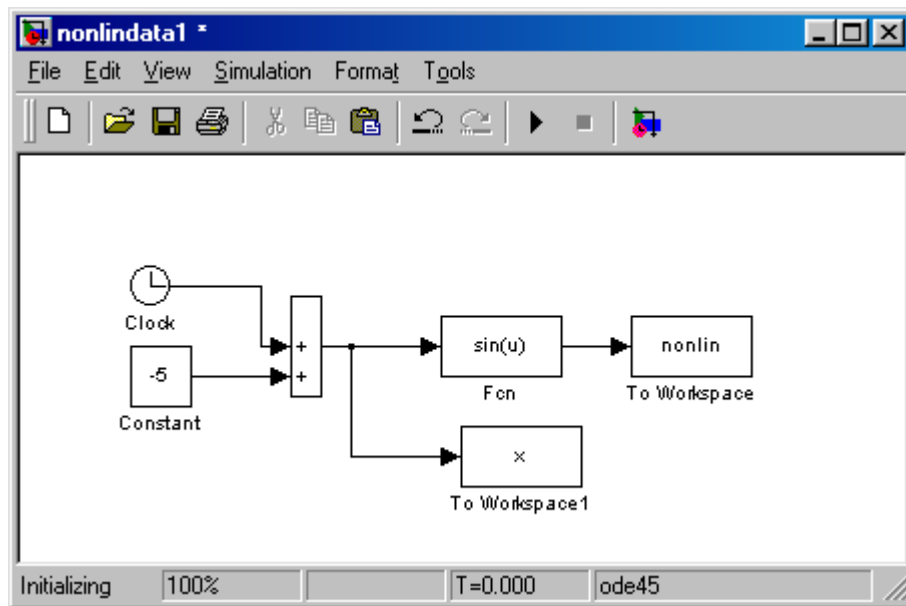 nonlindata1 *
File Edit View Simulation Format Tools
Clock
+
+
-5
Constant
sin(u)
Fcn
nonlin
To Workspace
x
To Workspace1
Initializing 100% T=0.000 ode45